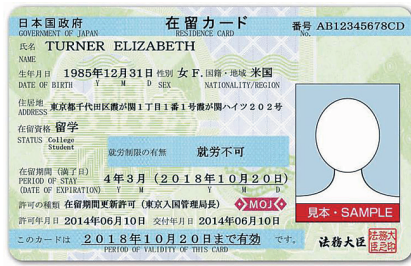 日本国政府 在留カード 番号 AB12345678CD
GOVERNMENT OF JAPAN RESIDENCE CARD No.
氏名 TURNER ELIZABETH
NAME
生年月日 1985年12月31日 性別 女 F. 国籍・地域 米国
DATE OF BIRTH Y M D SEX NATIONALITY/REGION
住居地 東京都千代田区霞が関1丁目1番1号霞が関ハイツ202号
ADDRESS
在留資格 留学
STATUS College Student
就労制限の有無 就労不可
在留期間(満了日) 4年3月(2018年10月20日)
PERIOD OF STAY
(DATE OF EXPIRATION) Y M Y M D
許可の種類 在留期間更新許可(東京入国管理局長) MOJ
見本・SAMPLE
許可年月日 2014年06月10日 交付年月日 2014年06月10日
このカードは 2018年10月20日まで有効 です。
PERIOD OF VALIDITY OF THIS CARD
法務大臣